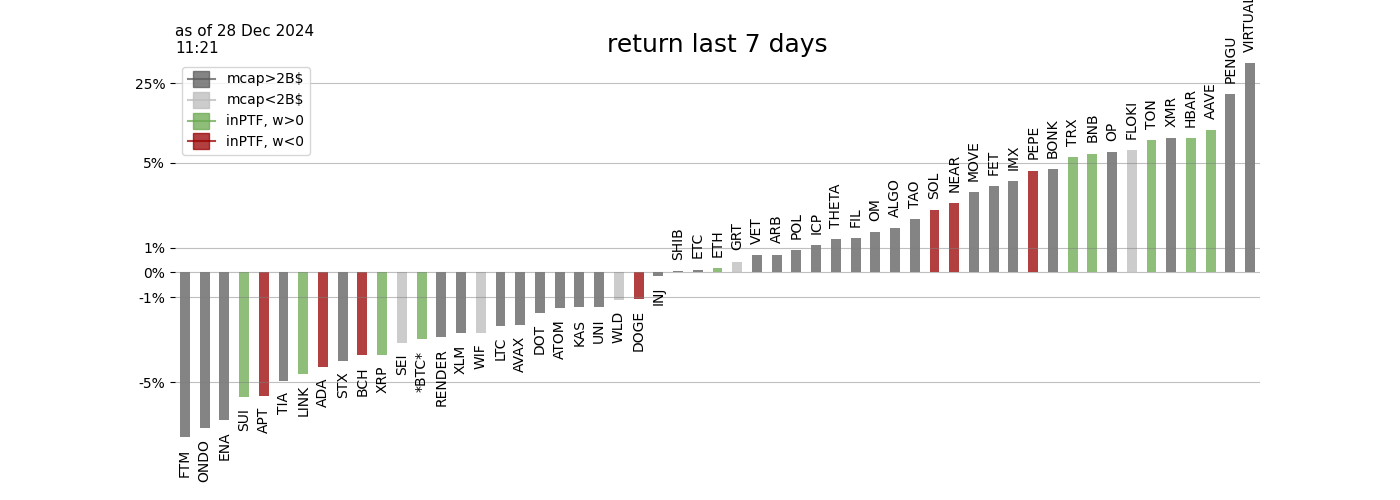 as of 28 Dec 2024
11:21
return last 7 days
mcap>2B$
mcap<2B$
inPTF, w>0
inPTF, w<0
25%
5%
1%
0%
-1%
-5%
FTM
ONDO
ENA
SUI
APT
TIA
LINK
ADA
STX
BCH
XRP
SEI
*BTC*
RENDER
XLM
WIF
LTC
AVAX
DOT
ATOM
KAS
UNI
WLD
DOGE
INJ
SHIB
ETC
ETH
GRT
VET
ARB
POL
ICP
THETA
FIL
OM
ALGO
TAO
SOL
NEAR
MOVE
FET
IMX
PEPE
BONK
TRX
BNB
OP
FLOKI
TON
XMR
HBAR
AAVE
PENGU
VIRTUAL